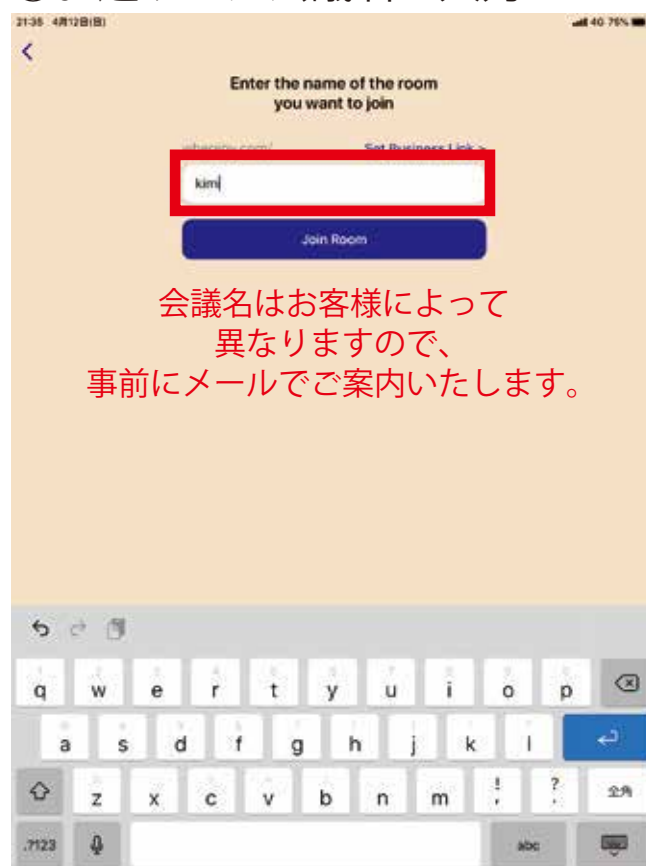 21:35 4月12日(日)
4G 76%
Enter the name of the room
you want to join
whereby.com/ Set Business Link >
kim
Join Room
会議名はお客様によって
異なりますので、
事前にメールでご案内いたします。
q w e r t y u i o p
a s d f g h j k l
z x c v b n m ! , ? . 全角
.?123 abc